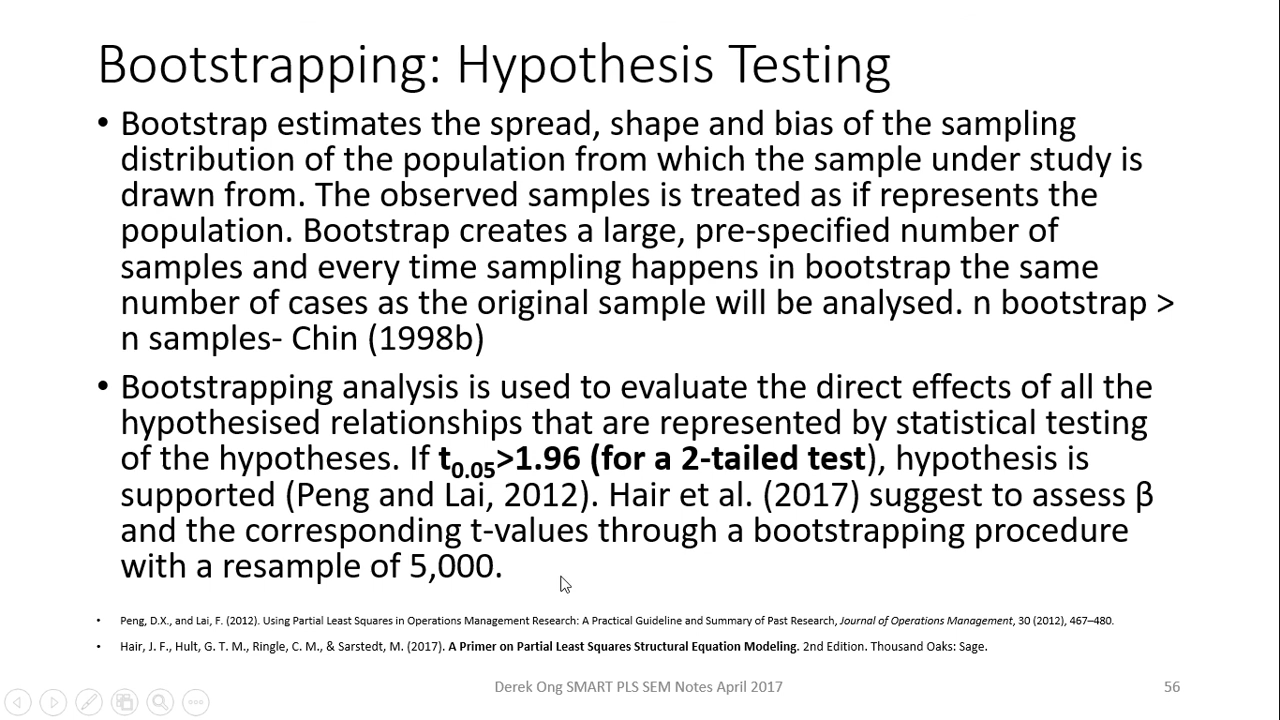 Bootstrapping: Hypothesis Testing
• Bootstrap estimates the spread, shape and bias of the sampling
distribution of the population from which the sample under study is
drawn from. The observed samples is treated as if represents the
population. Bootstrap creates a large, pre-specified number of
samples and every time sampling happens in bootstrap the same
number of cases as the original sample will be analysed. n bootstrap >
n samples- Chin (1998b)
• Bootstrapping analysis is used to evaluate the direct effects of all the
hypothesised relationships that are represented by statistical testing
of the hypotheses. If t0.05>1.96 (for a 2-tailed test), hypothesis is
supported (Peng and Lai, 2012). Hair et al. (2017) suggest to assess β
and the corresponding t-values through a bootstrapping procedure
with a resample of 5,000.
• Peng, D.X., and Lai, F. (2012). Using Partial Least Squares in Operations Management Research: A Practical Guideline and Summary of Past Research, Journal of Operations Management, 30 (2012), 467–480.
• Hair, J. F., Hult, G. T. M., Ringle, C. M., & Sarstedt, M. (2017). A Primer on Partial Least Squares Structural Equation Modeling. 2nd Edition. Thousand Oaks: Sage.
Derek Ong SMART PLS SEM Notes April 2017
56